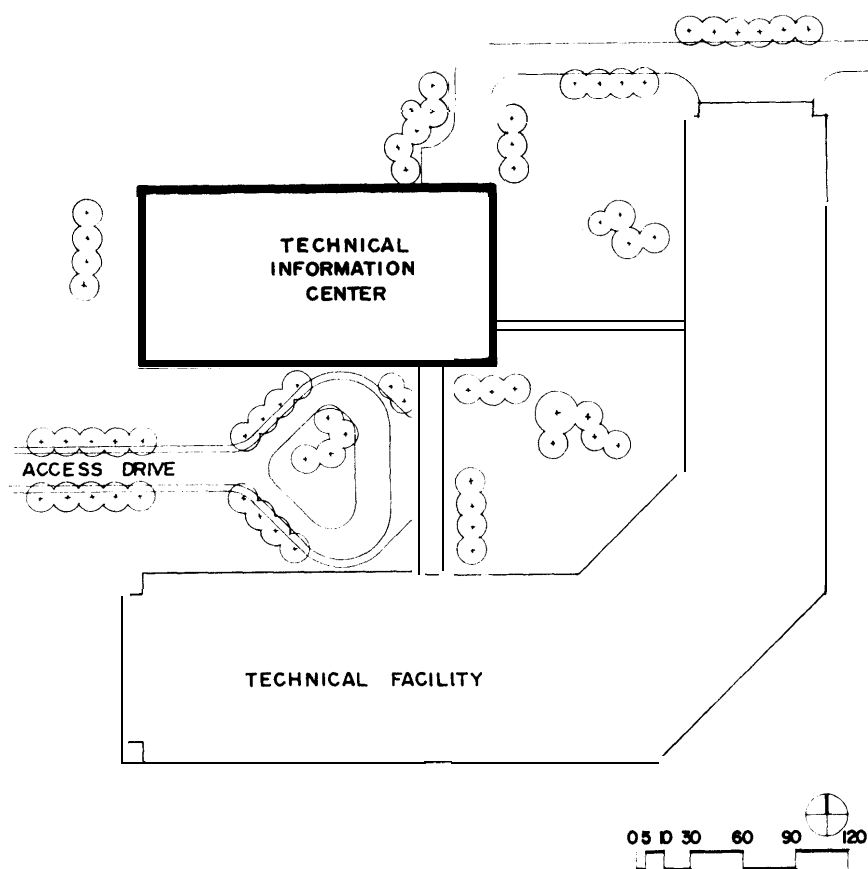 TECHNICAL
INFORMATION
CENTER
ACCESS DRIVE
TECHNICAL FACILITY
0 5 10 30 60 90 120